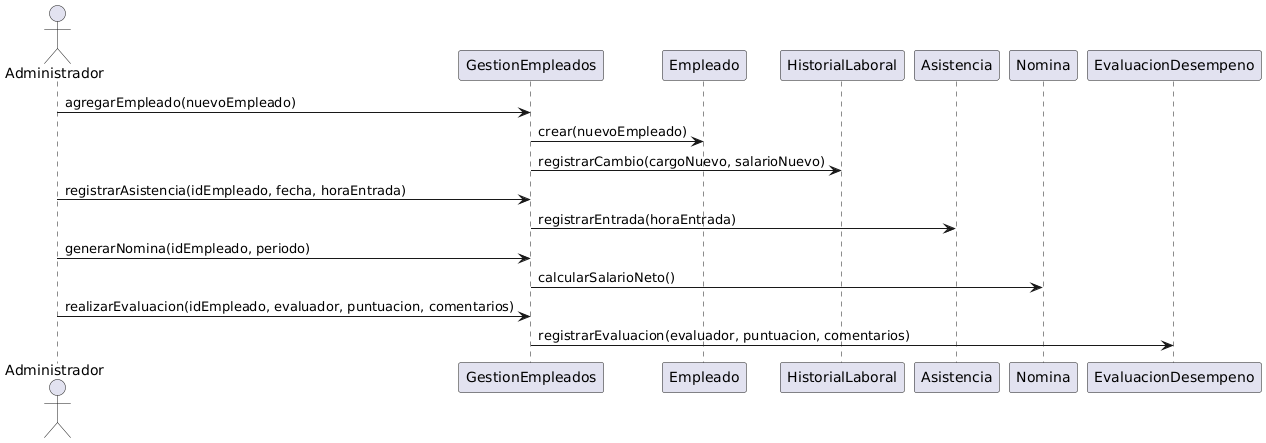 Administrador
GestionEmpleados
Empleado
HistorialLaboral
Asistencia
Nomina
EvaluacionDesempeno
agregarEmpleado(nuevoEmpleado)
crear(nuevoEmpleado)
registrarCambio(cargoNuevo, salarioNuevo)
registrarAsistencia(idEmpleado, fecha, horaEntrada)
registrarEntrada(horaEntrada)
generarNomina(idEmpleado, periodo)
calcularSalarioNeto()
realizarEvaluacion(idEmpleado, evaluador, puntuacion, comentarios)
registrarEvaluacion(evaluador, puntuacion, comentarios)
Administrador
GestionEmpleados
Empleado
HistorialLaboral
Asistencia
Nomina
EvaluacionDesempeno